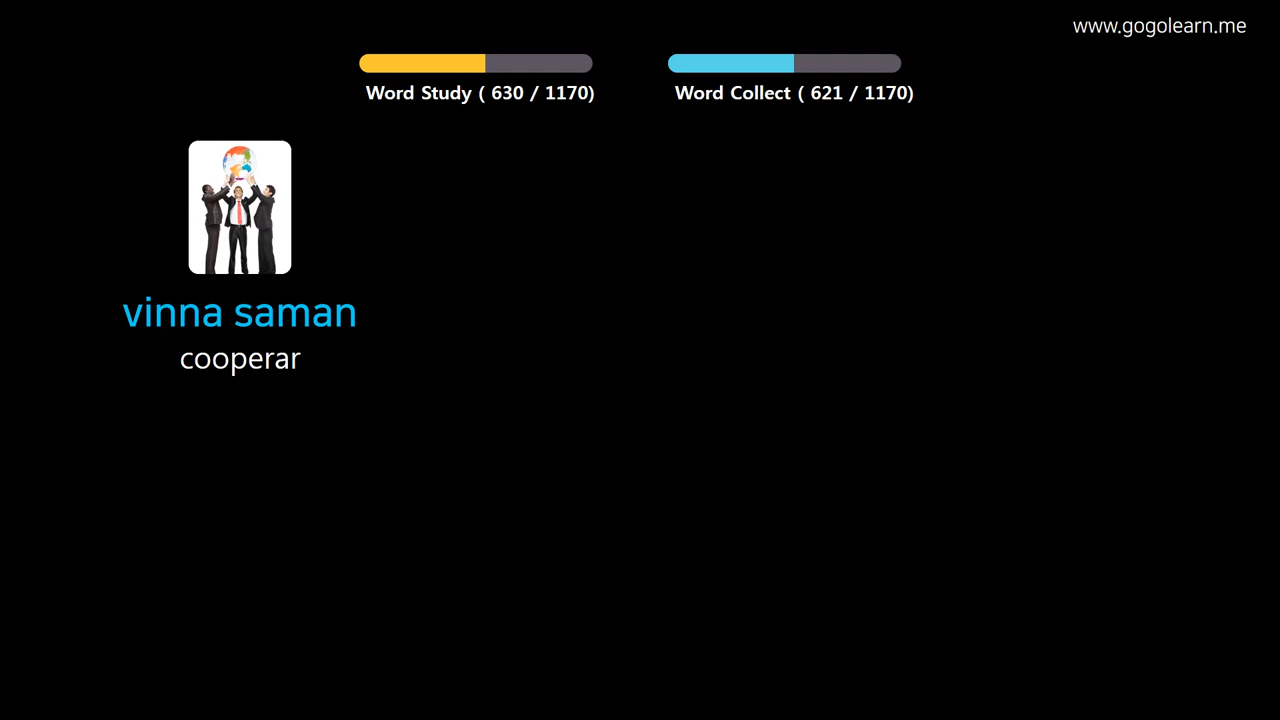 www.gogolearn.me
Word Study ( 630 / 1170)
Word Collect ( 621 / 1170)
vinna saman
cooperar